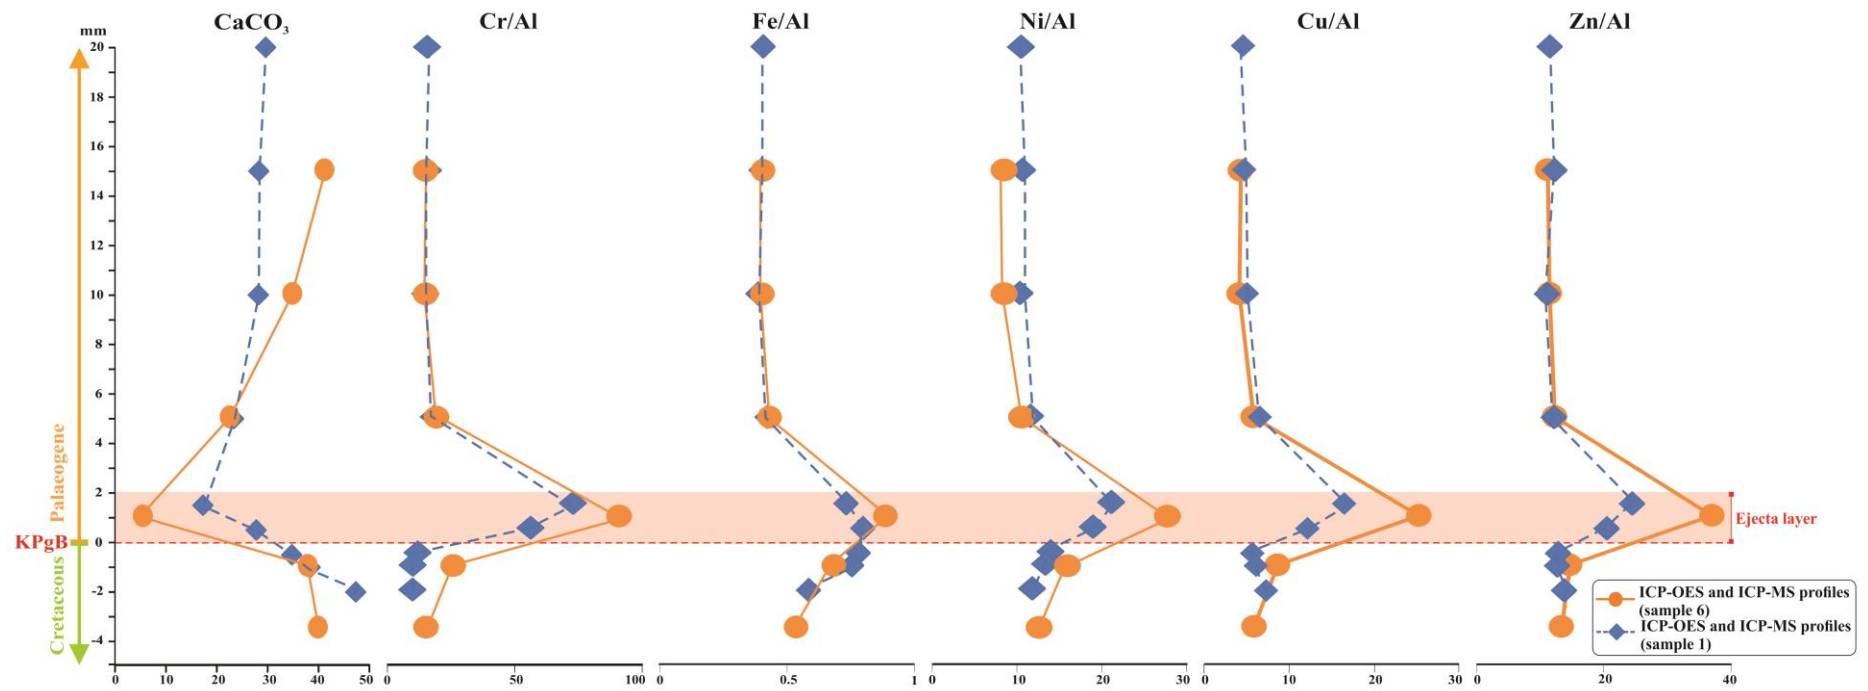 CaCO₃ Cr/Al Fe/Al Ni/Al Cu/Al Zn/Al
mm
20
18
16
14
12
10
8
6
4
2
0
-2
-4
Palaeogene
KPgB
Cretaceous
Ejecta layer
ICP-OES and ICP-MS profiles
(sample 6)
ICP-OES and ICP-MS profiles
(sample 1)
0 10 20 30 40 50 0 50 100 0 0.5 1 0 10 20 30 0 10 20 30 0 20 40